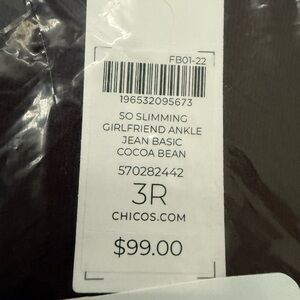 FB01-22
196532095673
SO SLIMMING
GIRLFRIEND ANKLE
JEAN BASIC
COCOA BEAN
570282442
3R
CHICOS.COM
$99.00